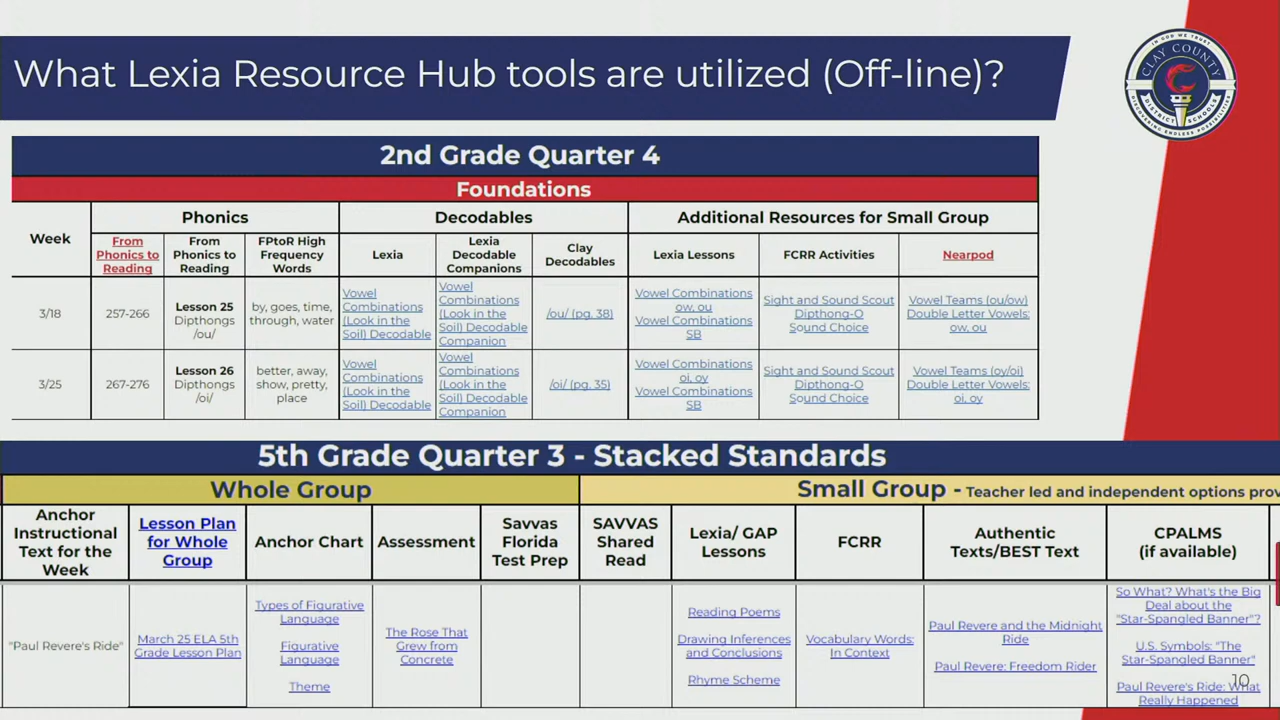 What Lexia Resource Hub tools are utilized (Off-line)?
IN GOD WE TRUST
CLAY COUNTY
DISTRICT SCHOOLS
DISCOVERING ENDLESS POSSIBILITIES
2nd Grade Quarter 4
Foundations
Week
Phonics
Decodables
Additional Resources for Small Group
From
Phonics to
Reading
From
Phonics to
Reading
FPtoR High
Frequency
Words
Lexia
Lexia
Decodable
Companions
Clay
Decodables
Lexia Lessons
FCRR Activities
Nearpod
3/18
257-266
Lesson 25
Dipthongs
/ou/
by, goes, time,
through, water
Vowel
Combinations
(Look in the
Soil) Decodable
Vowel
Combinations
(Look in the
Soil) Decodable
Companion
/ou/ (pg. 38)
Vowel Combinations
ow, ou
Vowel Combinations
SB
Sight and Sound Scout
Dipthong-O
Sound Choice
Vowel Teams (ou/ow)
Double Letter Vowels:
ow, ou
3/25
267-276
Lesson 26
Dipthongs
/oi/
better, away,
show, pretty,
place
Vowel
Combinations
(Look in the
Soil) Decodable
Vowel
Combinations
(Look in the
Soil) Decodable
Companion
/oi/ (pg. 35)
Vowel Combinations
oi, oy
Vowel Combinations
SB
Sight and Sound Scout
Dipthong-O
Sound Choice
Vowel Teams (oy/oi)
Double Letter Vowels:
oi, oy
5th Grade Quarter 3 - Stacked Standards
Whole Group
Small Group - Teacher led and independent options prov
Anchor
Instructional
Text for the
Week
Lesson Plan
for Whole
Group
Anchor Chart
Assessment
Savvas
Florida
Test Prep
SAVVAS
Shared
Read
Lexia/ GAP
Lessons
FCRR
Authentic
Texts/BEST Text
CPALMS
(if available)
"Paul Revere's Ride"
March 25 ELA 5th
Grade Lesson Plan
Types of Figurative
Language
Figurative
Language
Theme
The Rose That
Grew from
Concrete
Reading Poems
Drawing Inferences
and Conclusions
Rhyme Scheme
Vocabulary Words:
In Context
Paul Revere and the Midnight
Ride
Paul Revere: Freedom Rider
So What? What's the Big
Deal about the
"Star-Spangled Banner"?
U.S. Symbols: "The
Star-Spangled Banner"
Paul Revere's Ride: What
Really Happened
10